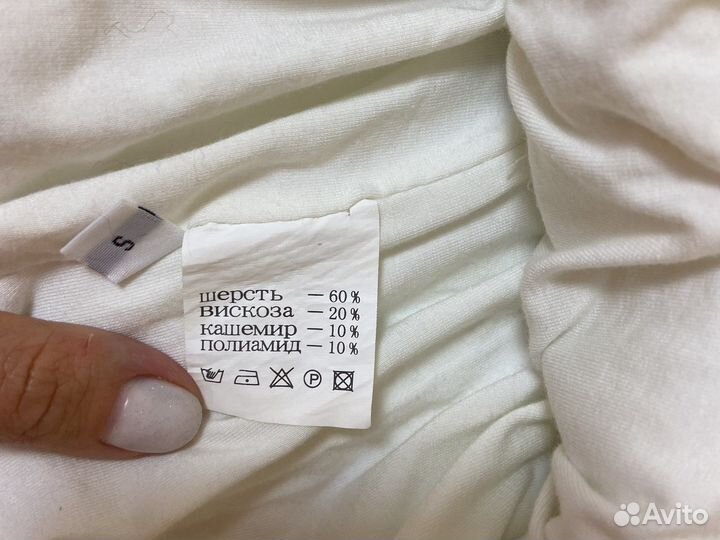 S
шерсть — 60%
вискоза — 20%
кашемир — 10%
полиамид — 10%
P
Avito